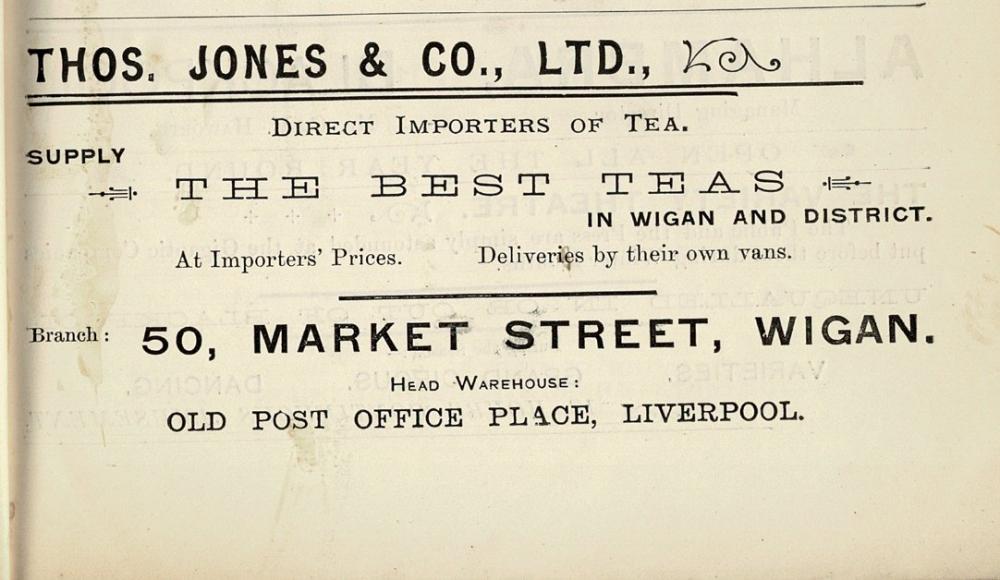 THOS. JONES & CO., LTD.,
DIRECT IMPORTERS OF TEA.
SUPPLY
THE BEST TEAS
IN WIGAN AND DISTRICT.
At Importers' Prices. Deliveries by their own vans.
Branch: 50, MARKET STREET, WIGAN.
HEAD WAREHOUSE:
OLD POST OFFICE PLACE, LIVERPOOL.